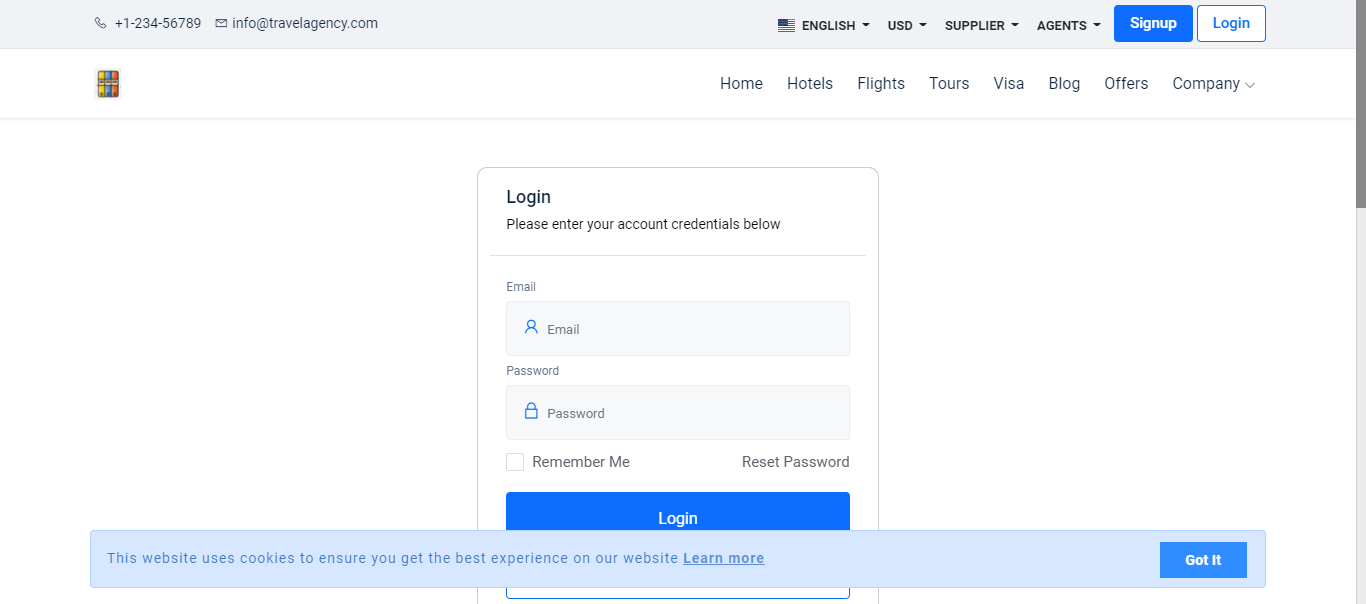 +1-234-56789 info@travelagency.com ENGLISH USD SUPPLIER AGENTS Signup Login
Home Hotels Flights Tours Visa Blog Offers Company
Login
Please enter your account credentials below
Email
Email
Password
Password
Remember Me Reset Password
Login
This website uses cookies to ensure you get the best experience on our website Learn more Got It